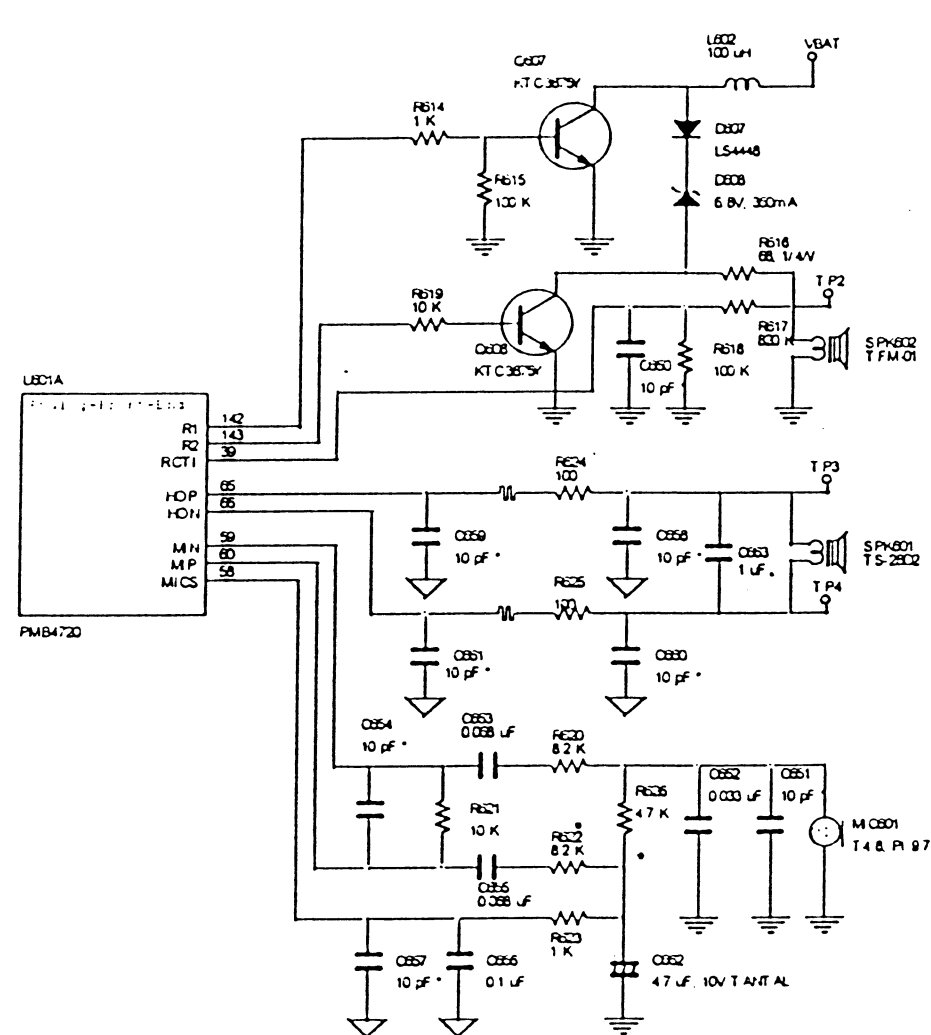 L602
100 uH
VBAT
Q607
KTC3875Y
R614
1 K
D607
LS4448
R615
100 K
D608
6.8V, 350mA
R616
68, 1/4W
TP2
R619
10 K
Q608
KTC3875Y
R617
C650
10 pF
R618
100 K
SPK602
TFM-01
U601A
R1
142
R2
143
RCTI
39
HOP
65
HON
66
MIN
59
MIP
60
MICS
58
PMB4720
R624
100
TP3
C659
10 pF *
C658
10 pF *
C663
1 uF *
SPK601
TS-2802
R625
100
TP4
C661
10 pF *
C660
10 pF *
C654
10 pF *
C653
0.068 uF
R620
8.2 K
R621
10 K
R626
4.7 K
C652
0.033 uF
C651
10 pF
MIC601
R622
*
8.2 K
*
C655
0.068 uF
R623
1 K
C657
10 pF *
C656
0.1 uF
C662
4.7 uF, 10V TANTAL